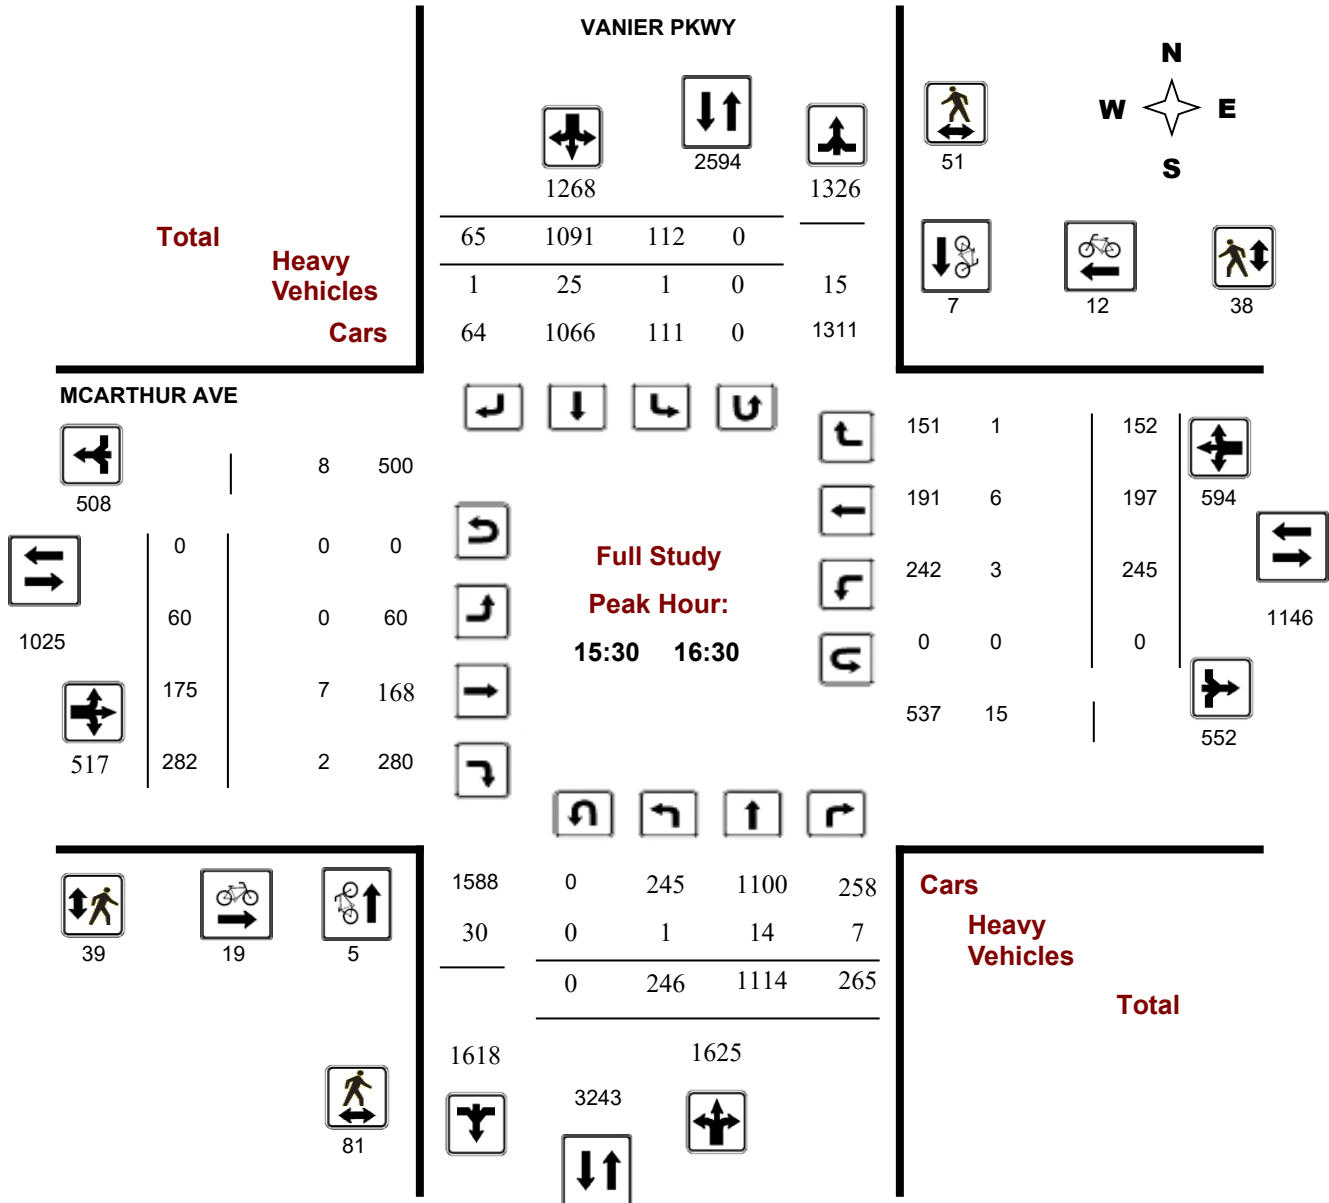 VANIER PKWY
N
W E
S
2594
51
1268 1326
Total 65 1091 112 0
Heavy
Vehicles 1 25 1 0 15
Cars 64 1066 111 0 1311
7 12 38
MCARTHUR AVE
508
8 500
0 0 0
1025
60 0 60
175 7 168
517 282 2 280
Full Study
Peak Hour:
15:30 16:30
151 1 152
191 6 197 594
242 3 245
1146
0 0 0
537 15
552
39 19 5
1588 0 245 1100 258 Cars
30 0 1 14 7 Heavy
Vehicles
0 246 1114 265 Total
1618 1625
3243
81